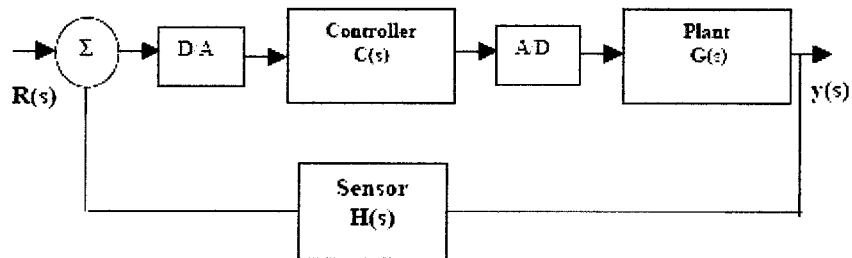 Σ
D/A
Controller
C(s)
A/D
Plant
G(s)
R(s)
y(s)
Sensor
H(s)